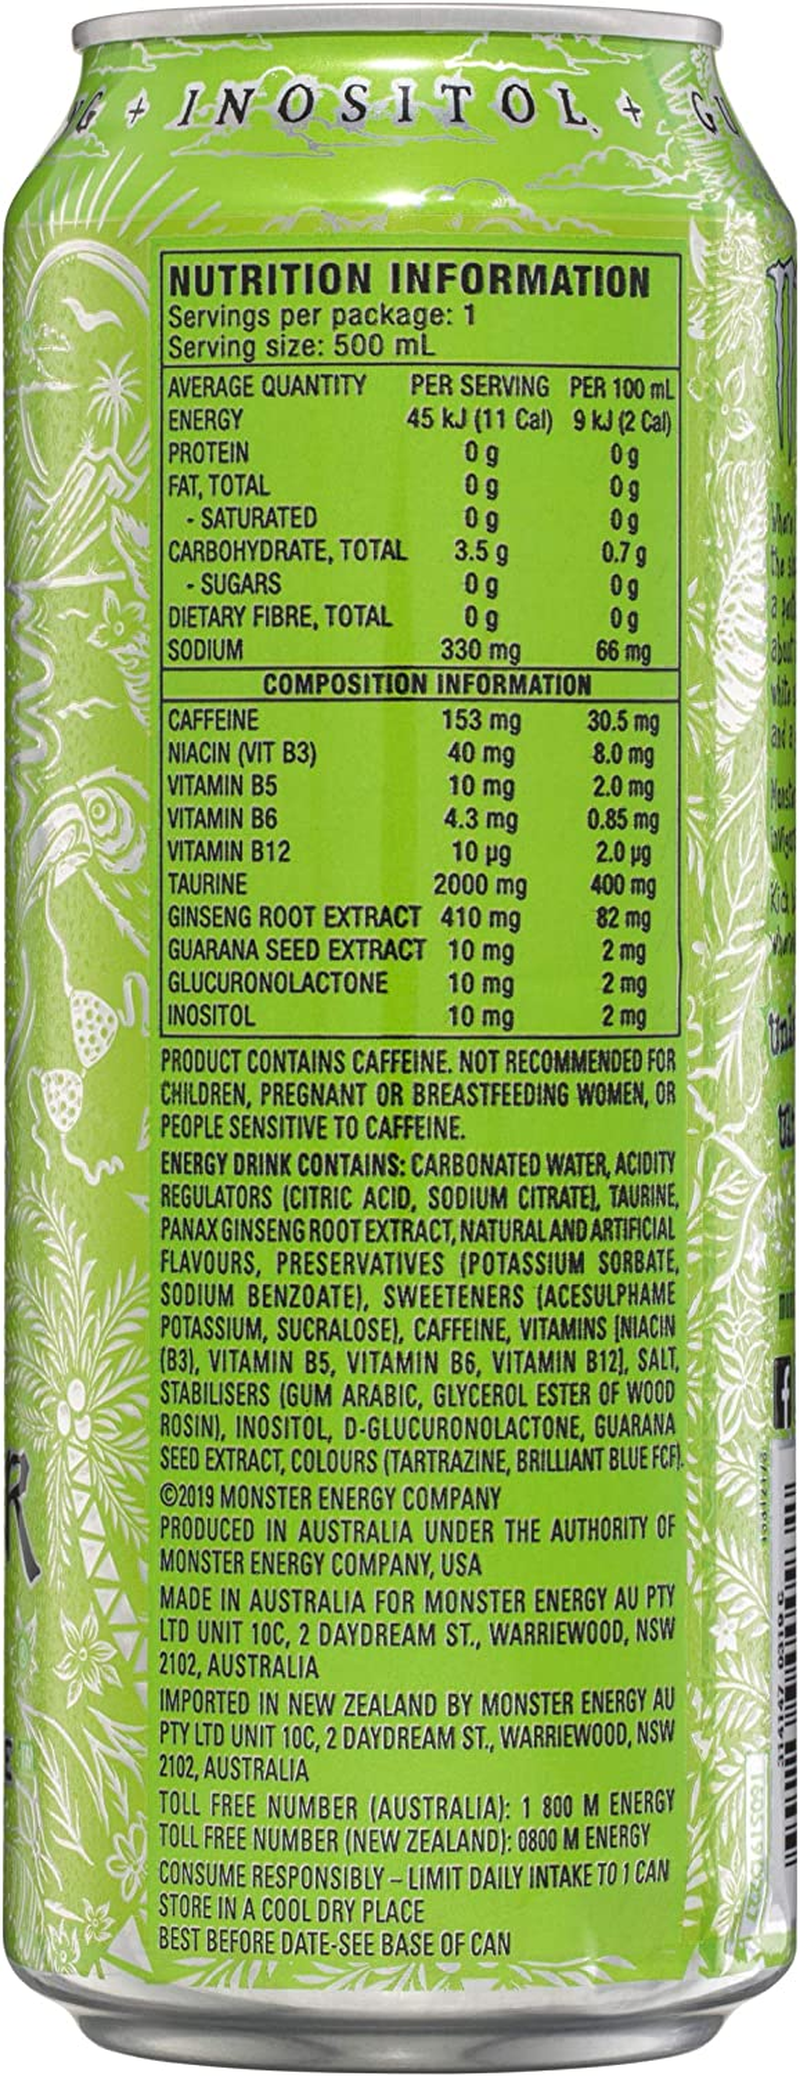 + INOSITOL +
NUTRITION INFORMATION
Servings per package: 1
Serving size: 500 mL
AVERAGE QUANTITY PER SERVING PER 100 mL
ENERGY 45 kJ (11 Cal) 9 kJ (2 Cal)
PROTEIN 0 g 0 g
FAT, TOTAL 0 g 0 g
- SATURATED 0 g 0 g
CARBOHYDRATE, TOTAL 3.5 g 0.7 g
- SUGARS 0 g 0 g
DIETARY FIBRE, TOTAL 0 g 0 g
SODIUM 330 mg 66 mg
COMPOSITION INFORMATION
CAFFEINE 153 mg 30.5 mg
NIACIN (VIT B3) 40 mg 8.0 mg
VITAMIN B5 10 mg 2.0 mg
VITAMIN B6 4.3 mg 0.85 mg
VITAMIN B12 10 µg 2.0 µg
TAURINE 2000 mg 400 mg
GINSENG ROOT EXTRACT 410 mg 82 mg
GUARANA SEED EXTRACT 10 mg 2 mg
GLUCURONOLACTONE 10 mg 2 mg
INOSITOL 10 mg 2 mg
PRODUCT CONTAINS CAFFEINE. NOT RECOMMENDED FOR
CHILDREN, PREGNANT OR BREASTFEEDING WOMEN, OR
PEOPLE SENSITIVE TO CAFFEINE.
ENERGY DRINK CONTAINS: CARBONATED WATER, ACIDITY
REGULATORS (CITRIC ACID, SODIUM CITRATE), TAURINE,
PANAX GINSENG ROOT EXTRACT, NATURAL AND ARTIFICIAL
FLAVOURS, PRESERVATIVES (POTASSIUM SORBATE,
SODIUM BENZOATE), SWEETENERS (ACESULPHAME
POTASSIUM, SUCRALOSE), CAFFEINE, VITAMINS [NIACIN
(B3), VITAMIN B5, VITAMIN B6, VITAMIN B12], SALT,
STABILISERS (GUM ARABIC, GLYCEROL ESTER OF WOOD
ROSIN), INOSITOL, D-GLUCURONOLACTONE, GUARANA
SEED EXTRACT, COLOURS (TARTRAZINE, BRILLIANT BLUE FCF).
©2019 MONSTER ENERGY COMPANY
PRODUCED IN AUSTRALIA UNDER THE AUTHORITY OF
MONSTER ENERGY COMPANY, USA
MADE IN AUSTRALIA FOR MONSTER ENERGY AU PTY
LTD UNIT 10C, 2 DAYDREAM ST., WARRIEWOOD, NSW
2102, AUSTRALIA
IMPORTED IN NEW ZEALAND BY MONSTER ENERGY AU
PTY LTD UNIT 10C, 2 DAYDREAM ST., WARRIEWOOD, NSW
2102, AUSTRALIA
TOLL FREE NUMBER (AUSTRALIA): 1 800 M ENERGY
TOLL FREE NUMBER (NEW ZEALAND): 0800 M ENERGY
CONSUME RESPONSIBLY – LIMIT DAILY INTAKE TO 1 CAN
STORE IN A COOL DRY PLACE
BEST BEFORE DATE-SEE BASE OF CAN